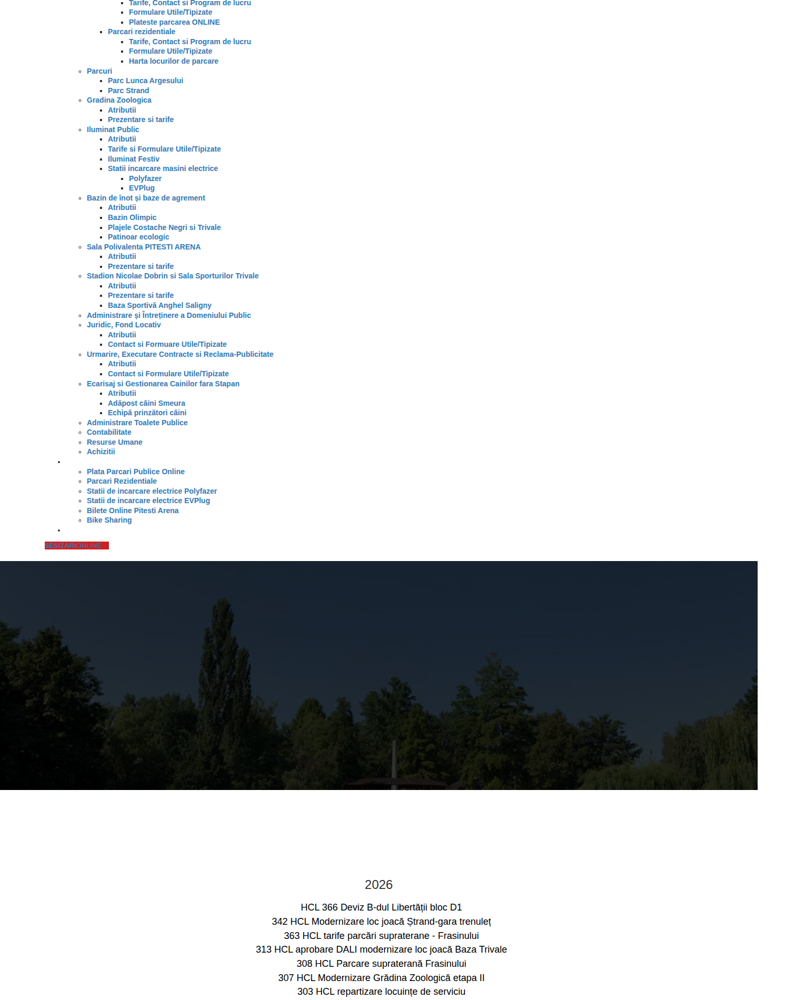 Tarife, Contact si Program de lucru
Formulare Utile/Tipizate
Plateste parcarea ONLINE
Parcari rezidentiale
Tarife, Contact si Program de lucru
Formulare Utile/Tipizate
Harta locurilor de parcare
Parcuri
Parc Lunca Argesului
Parc Strand
Gradina Zoologica
Atributii
Prezentare si tarife
Iluminat Public
Atributii
Tarife si Formulare Utile/Tipizate
Iluminat Festiv
Statii incarcare masini electrice
Polyfazer
EVPlug
Bazin de înot și baze de agrement
Atributii
Bazin Olimpic
Plajele Costache Negri si Trivale
Patinoar ecologic
Sala Polivalenta PITESTI ARENA
Atributii
Prezentare si tarife
Stadion Nicolae Dobrin si Sala Sporturilor Trivale
Atributii
Prezentare si tarife
Baza Sportivă Anghel Saligny
Administrare și Întreținere a Domeniului Public
Juridic, Fond Locativ
Atributii
Contact si Formuare Utile/Tipizate
Urmarire, Executare Contracte si Reclama-Publicitate
Atributii
Contact si Formulare Utile/Tipizate
Ecarisaj si Gestionarea Cainilor fara Stapan
Atributii
Adăpost câini Smeura
Echipă prinzători câini
Administrare Toalete Publice
Contabilitate
Resurse Umane
Achizitii
Plata Parcari Publice Online
Parcari Rezidentiale
Statii de incarcare electrice Polyfazer
Statii de incarcare electrice EVPlug
Bilete Online Pitesti Arena
Bike Sharing
SESIZARIONLINE
2026
HCL 366 Deviz B-dul Libertății bloc D1
342 HCL Modernizare loc joacă Ștrand-gara trenuleț
363 HCL tarife parcări supraterane - Frasinului
313 HCL aprobare DALI modernizare loc joacă Baza Trivale
308 HCL Parcare supraterană Frasinului
307 HCL Modernizare Grădina Zoologică etapa II
303 HCL repartizare locuințe de serviciu